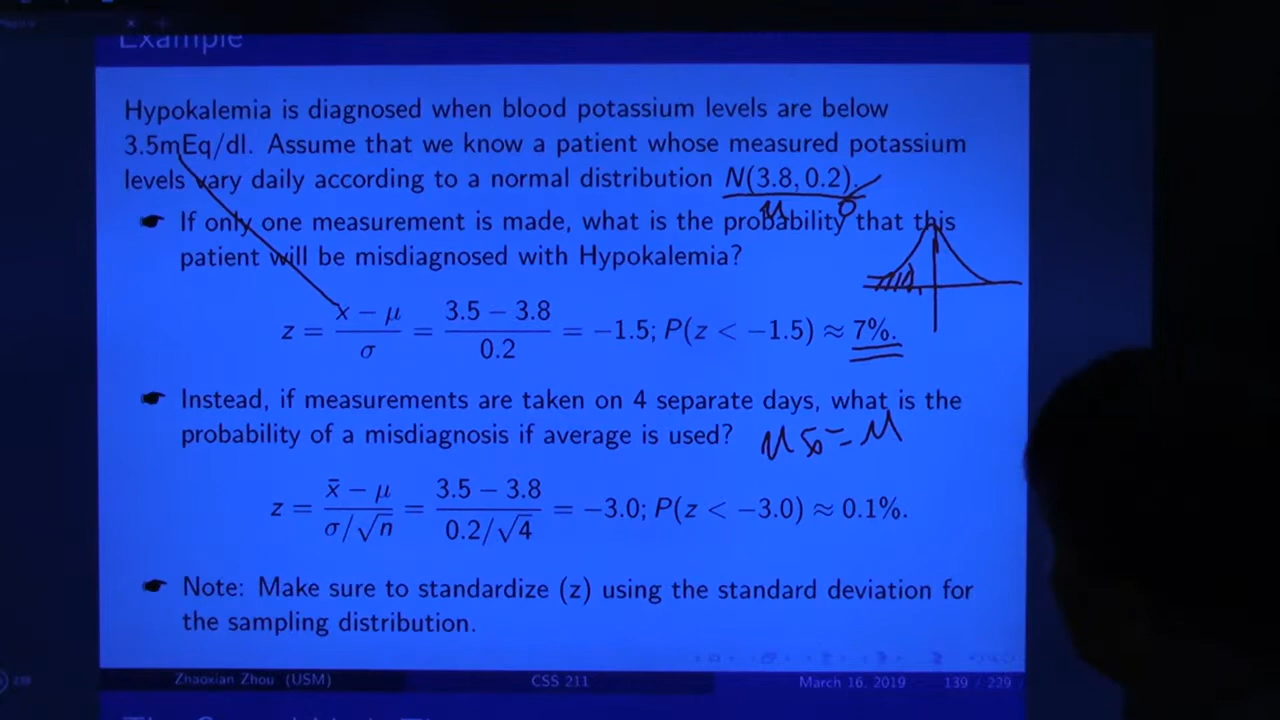 Example
Hypokalemia is diagnosed when blood potassium levels are below
3.5mEq/dl. Assume that we know a patient whose measured potassium
levels vary daily according to a normal distribution N(3.8, 0.2).
μ σ
If only one measurement is made, what is the probability that this
patient will be misdiagnosed with Hypokalemia?
z = (x − μ)/σ = (3.5 − 3.8)/0.2 = −1.5; P(z < −1.5) ≈ 7%.
Instead, if measurements are taken on 4 separate days, what is the
probability of a misdiagnosis if average is used?
z = (x̄ − μ)/(σ/√n) = (3.5 − 3.8)/(0.2/√4) = −3.0; P(z < −3.0) ≈ 0.1%.
Note: Make sure to standardize (z) using the standard deviation for
the sampling distribution.
Zhaoxian Zhou (USM) CSS 211 March 16, 2019 139 / 229